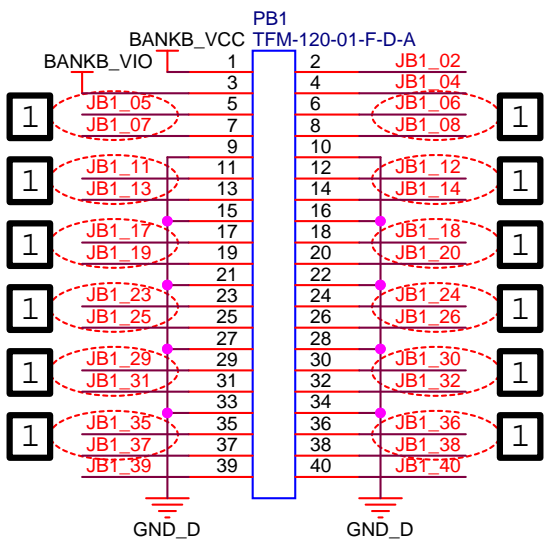 PB1
BANKB_VCC TFM-120-01-F-D-A
BANKB_VIO 1 2 JB1_02
3 4 JB1_04
1 JB1_05 5 6 JB1_06 1
JB1_07 7 8 JB1_08
9 10
1 JB1_11 11 12 JB1_12 1
JB1_13 13 14 JB1_14
15 16
1 JB1_17 17 18 JB1_18 1
JB1_19 19 20 JB1_20
21 22
1 JB1_23 23 24 JB1_24 1
JB1_25 25 26 JB1_26
27 28
1 JB1_29 29 30 JB1_30 1
JB1_31 31 32 JB1_32
33 34
1 JB1_35 35 36 JB1_36 1
JB1_37 37 38 JB1_38
JB1_39 39 40 JB1_40
GND_D GND_D